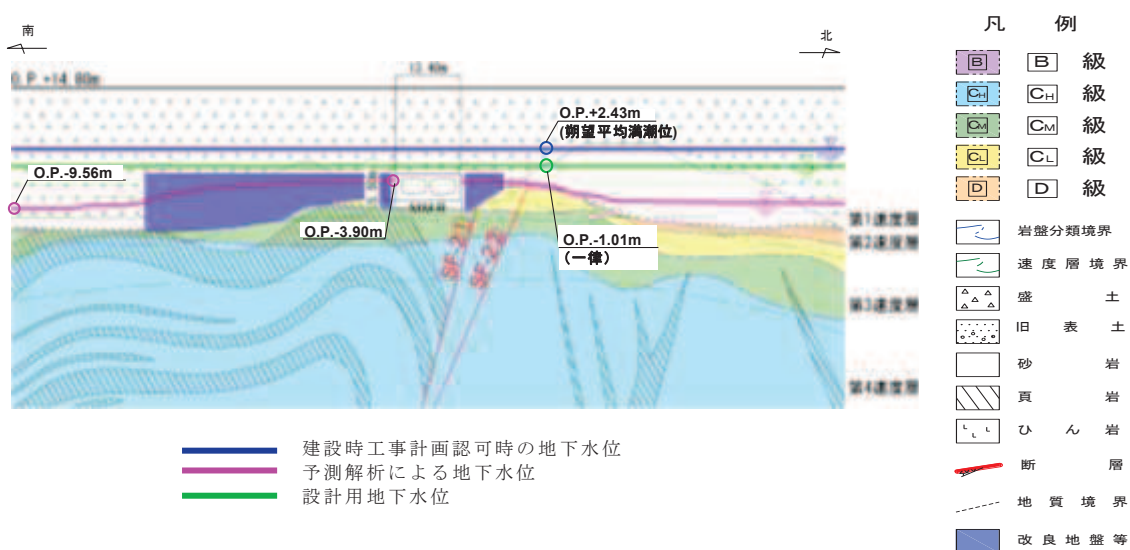 南
北
O.P.+14.80m
O.P.+2.43m
(朔望平均満潮位)
O.P.-9.56m
O.P.-3.90m
O.P.-1.01m
(一律)
SF-21
SF-22
第1速度層
第2速度層
第3速度層
第4速度層
建設時工事計画認可時の地下水位
予測解析による地下水位
設計用地下水位
凡 例
B B 級
CH CH 級
CM CM 級
CL CL 級
D D 級
岩盤分類境界
速度層境界
盛土
旧表土
砂岩
頁岩
ひん岩
断層
地質境界
改良地盤等